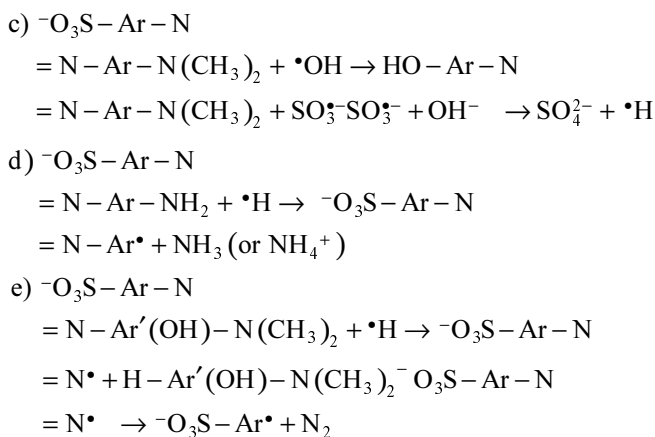 c) ⁻O₃S – Ar – N
= N – Ar – N(CH₃)₂ + •OH → HO – Ar – N
= N – Ar – N(CH₃)₂ + SO₃•⁻SO₃•⁻ + OH⁻ → SO₄²⁻ + •H
d) ⁻O₃S – Ar – N
= N – Ar – NH₂ + •H → ⁻O₃S – Ar – N
= N – Ar• + NH₃ (or NH₄⁺)
e) ⁻O₃S – Ar – N
= N – Ar′(OH) – N(CH₃)₂ + •H → ⁻O₃S – Ar – N
= N• + H – Ar′(OH) – N(CH₃)₂⁻ O₃S – Ar – N
= N• → ⁻O₃S – Ar• + N₂